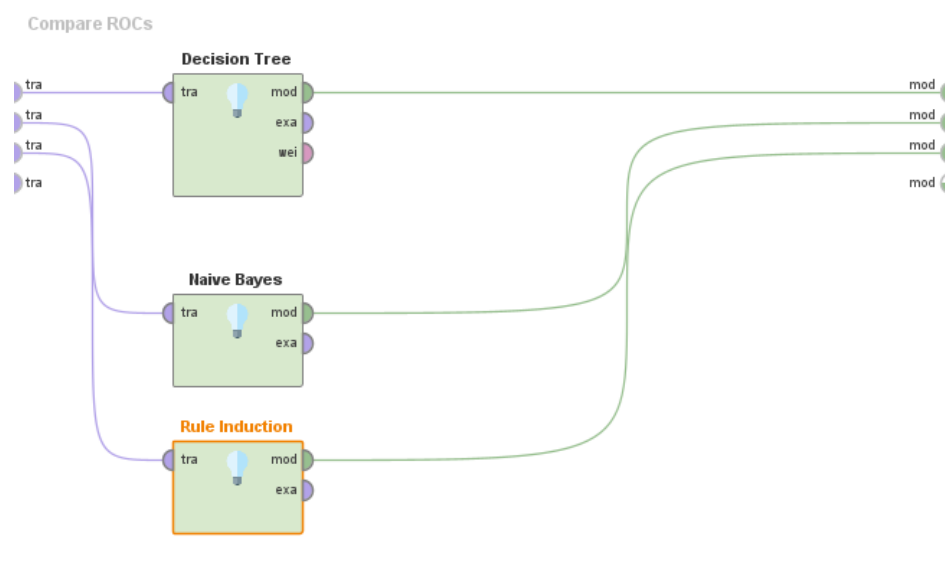 Compare ROCs
Decision Tree
tra tra mod mod
tra exa mod
tra wei mod
tra mod
Naive Bayes
tra mod
exa
Rule Induction
tra mod
exa